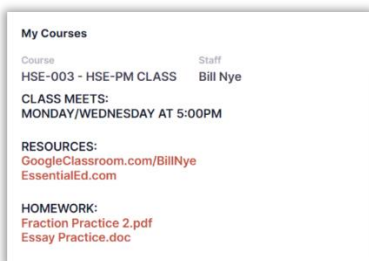 My Courses
Course Staff
HSE-003 - HSE-PM CLASS Bill Nye
CLASS MEETS:
MONDAY/WEDNESDAY AT 5:00PM
RESOURCES:
GoogleClassroom.com/BillNye
EssentialEd.com
HOMEWORK:
Fraction Practice 2.pdf
Essay Practice.doc